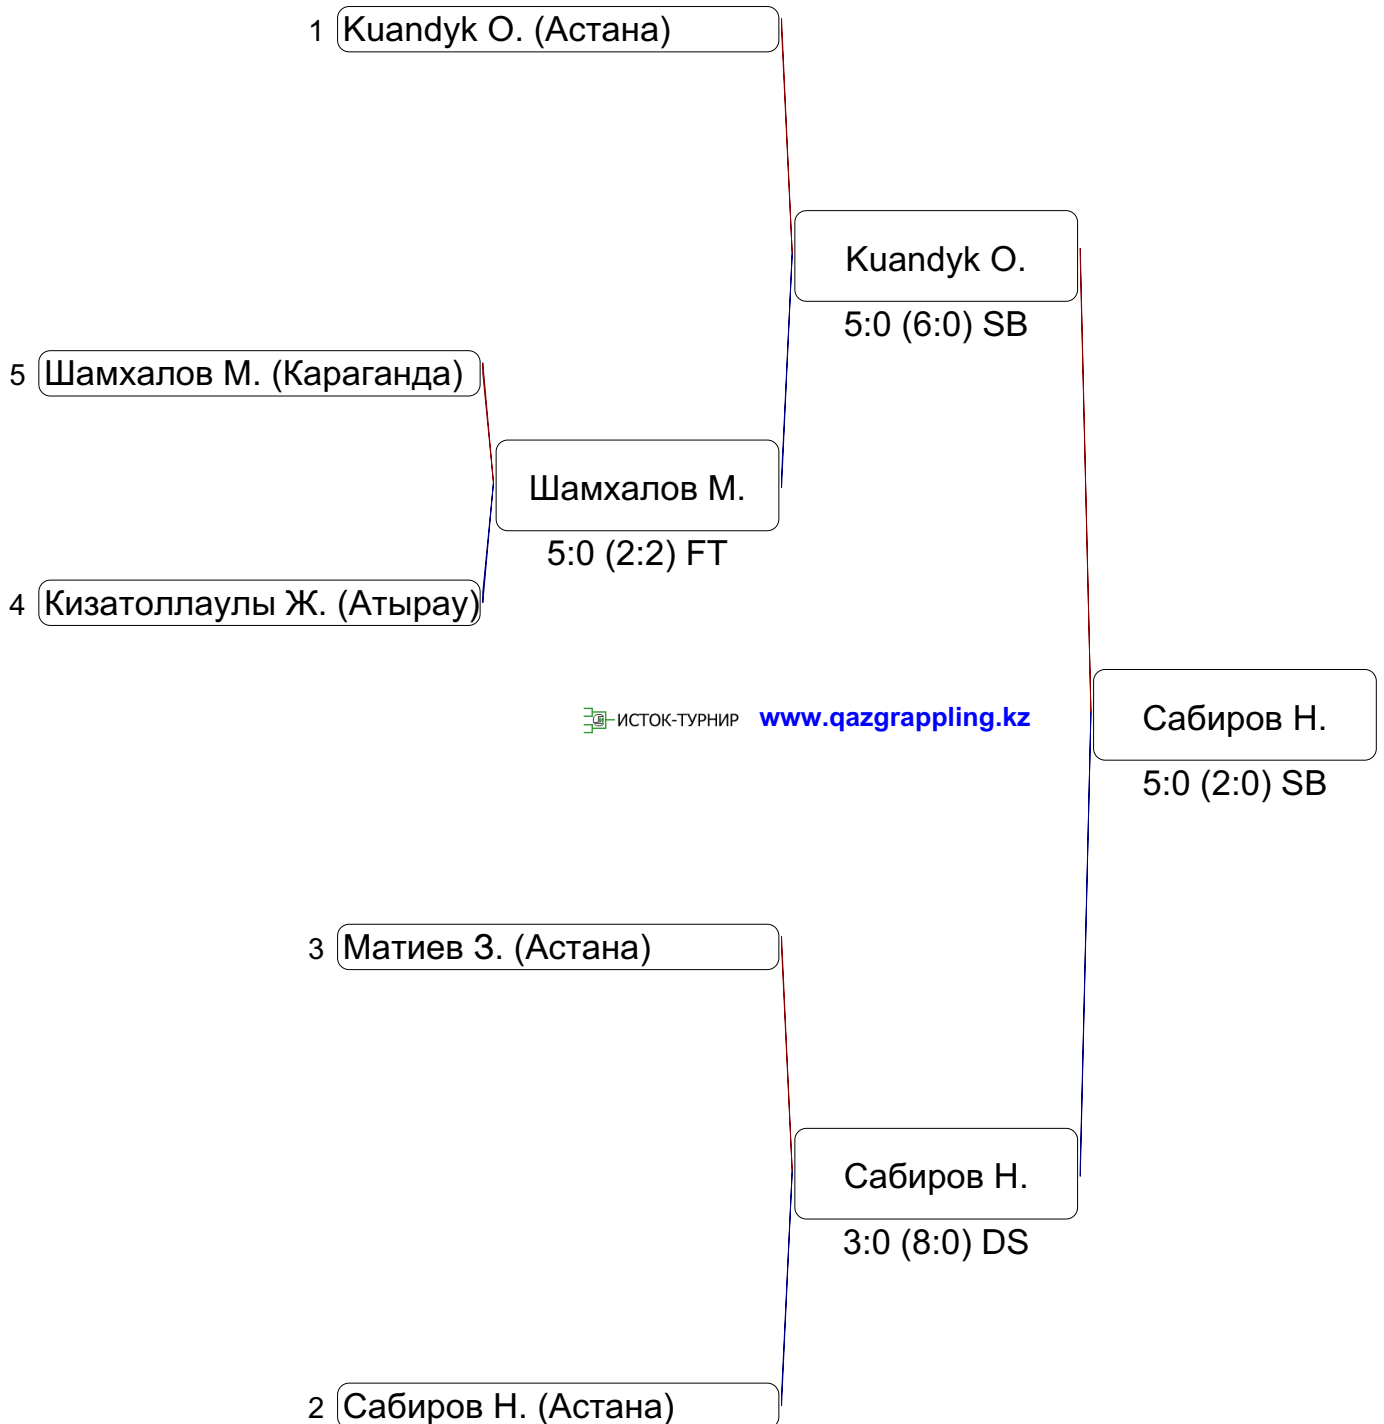 1 Kuandyk O. (Астана)
Kuandyk O.
5:0 (6:0) SB
5 Шамхалов М. (Караганда)
Шамхалов М.
5:0 (2:2) FT
4 Кизатоллаулы Ж. (Атырау)
ИСТОК-ТУРНИР www.qazgrappling.kz
Сабиров Н.
5:0 (2:0) SB
3 Матиев З. (Астана)
Сабиров Н.
3:0 (8:0) DS
2 Сабиров Н. (Астана)